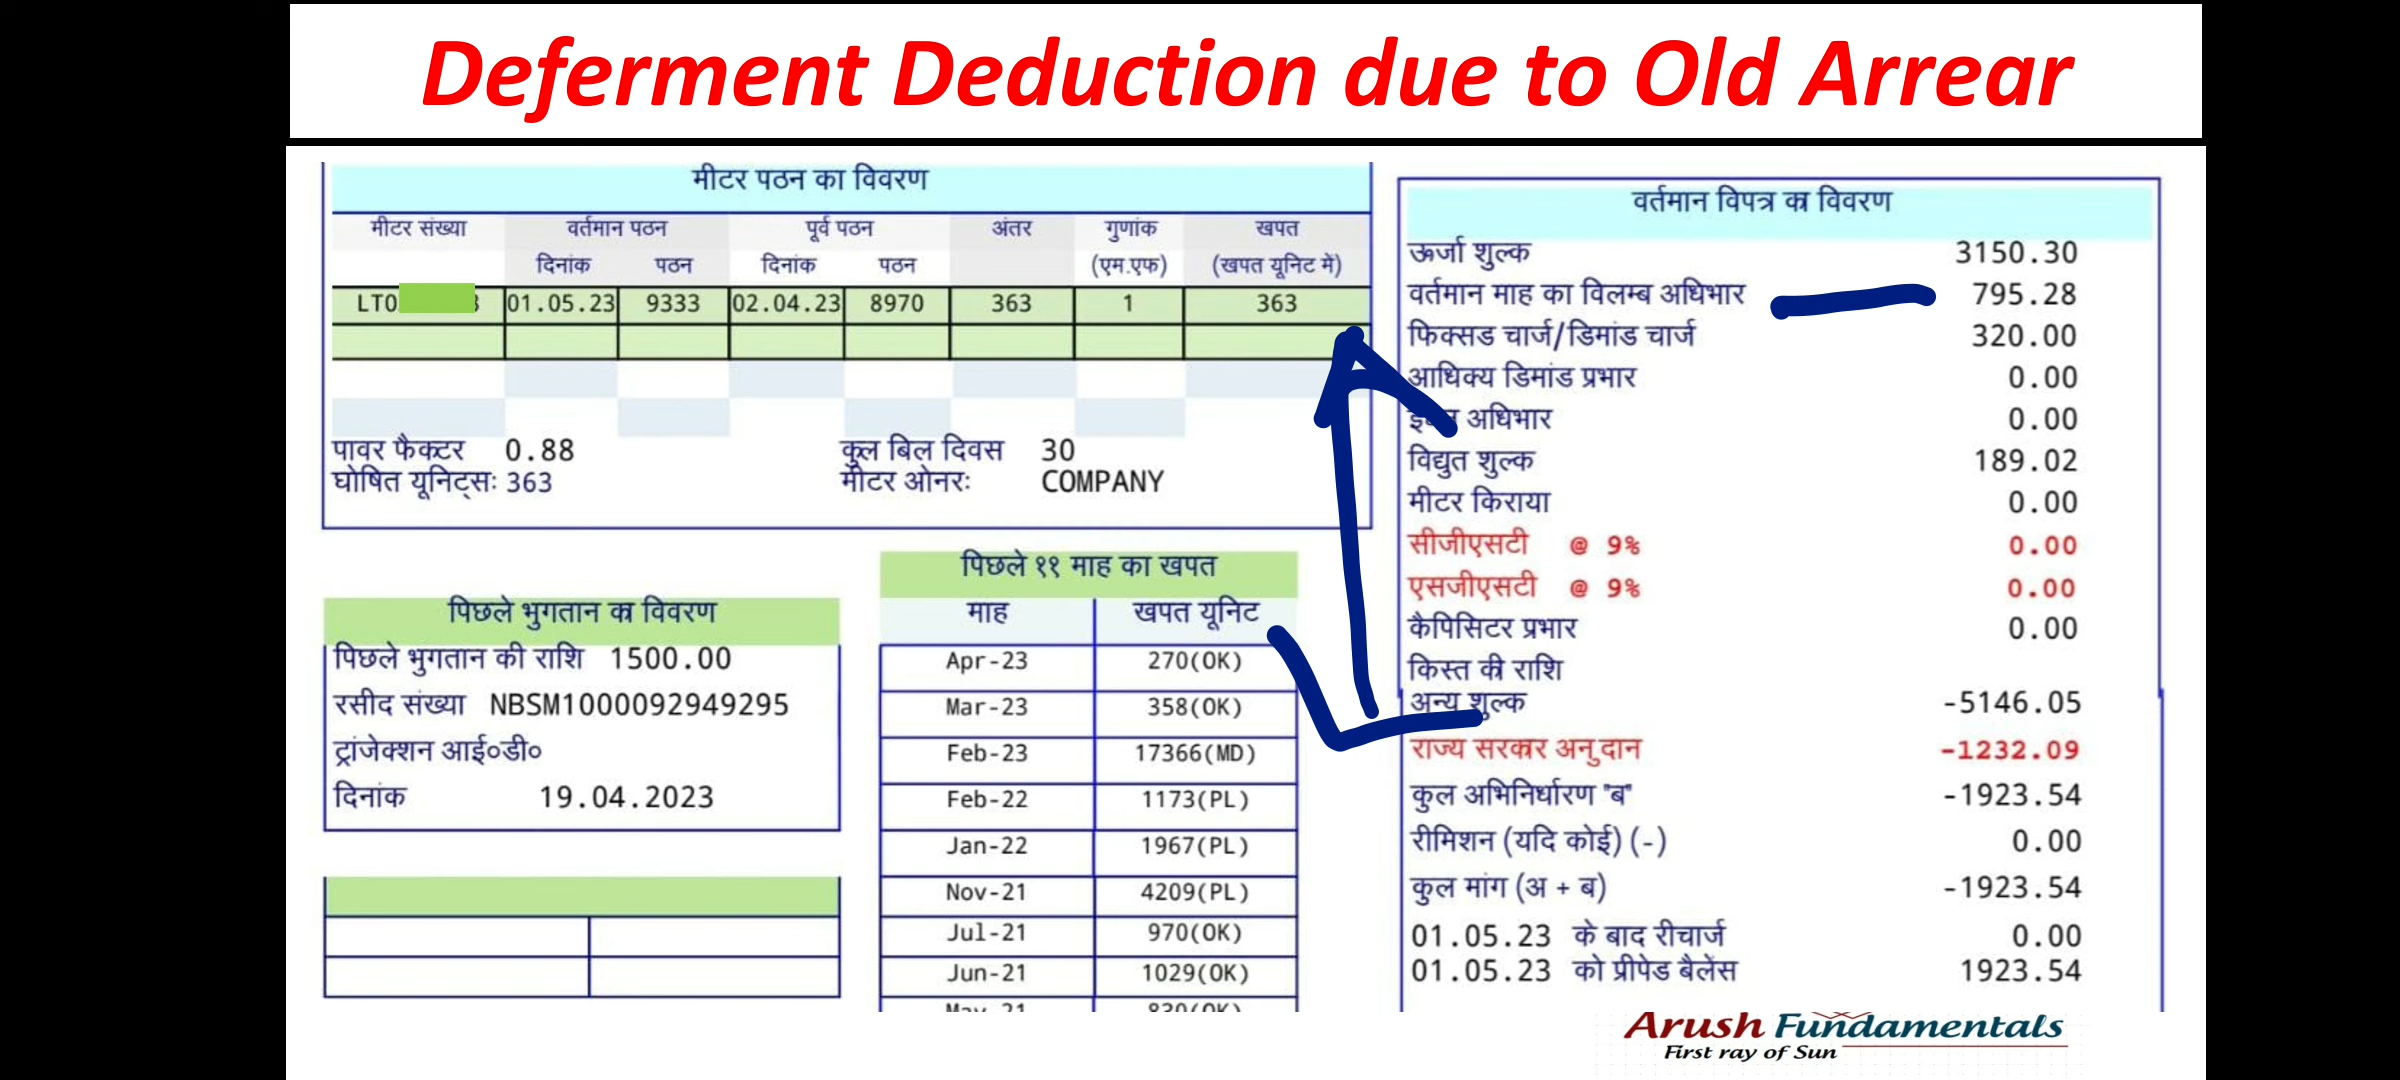 Deferment Deduction due to Old Arrear
मीटर पठन का विवरण
मीटर संख्या वर्तमान पठन पूर्व पठन अंतर गुणांक खपत
दिनांक पठन दिनांक पठन (एम.एफ) (खपत यूनिट में)
LT0 01.05.23 9333 02.04.23 8970 363 1 363
पावर फैक्टर 0.88 कुल बिल दिवस 30
घोषित यूनिट्सः 363 मीटर ओनरः COMPANY
पिछले भुगतान का विवरण
पिछले भुगतान की राशि 1500.00
रसीद संख्या NBSM1000092949295
ट्रांजेक्शन आई०डी०
दिनांक 19.04.2023
पिछले ११ माह का खपत
माह खपत यूनिट
Apr-23 270(OK)
Mar-23 358(OK)
Feb-23 17366(MD)
Feb-22 1173(PL)
Jan-22 1967(PL)
Nov-21 4209(PL)
Jul-21 970(OK)
Jun-21 1029(OK)
वर्तमान विपत्र का विवरण
ऊर्जा शुल्क 3150.30
वर्तमान माह का विलम्ब अधिभार 795.28
फिक्सड चार्ज/डिमांड चार्ज 320.00
आधिक्य डिमांड प्रभार 0.00
अधिभार 0.00
विद्युत शुल्क 189.02
मीटर किराया 0.00
सीजीएसटी @ 9% 0.00
एसजीएसटी @ 9% 0.00
कैपिसिटर प्रभार 0.00
किस्त की राशि
अन्य शुल्क -5146.05
राज्य सरकार अनुदान -1232.09
कुल अभिनिर्धारण "ब" -1923.54
रीमिशन (यदि कोई) (-) 0.00
कुल मांग (अ + ब) -1923.54
01.05.23 के बाद रीचार्ज 0.00
01.05.23 को प्रीपेड बैलेंस 1923.54
Arush Fundamentals
First ray of Sun